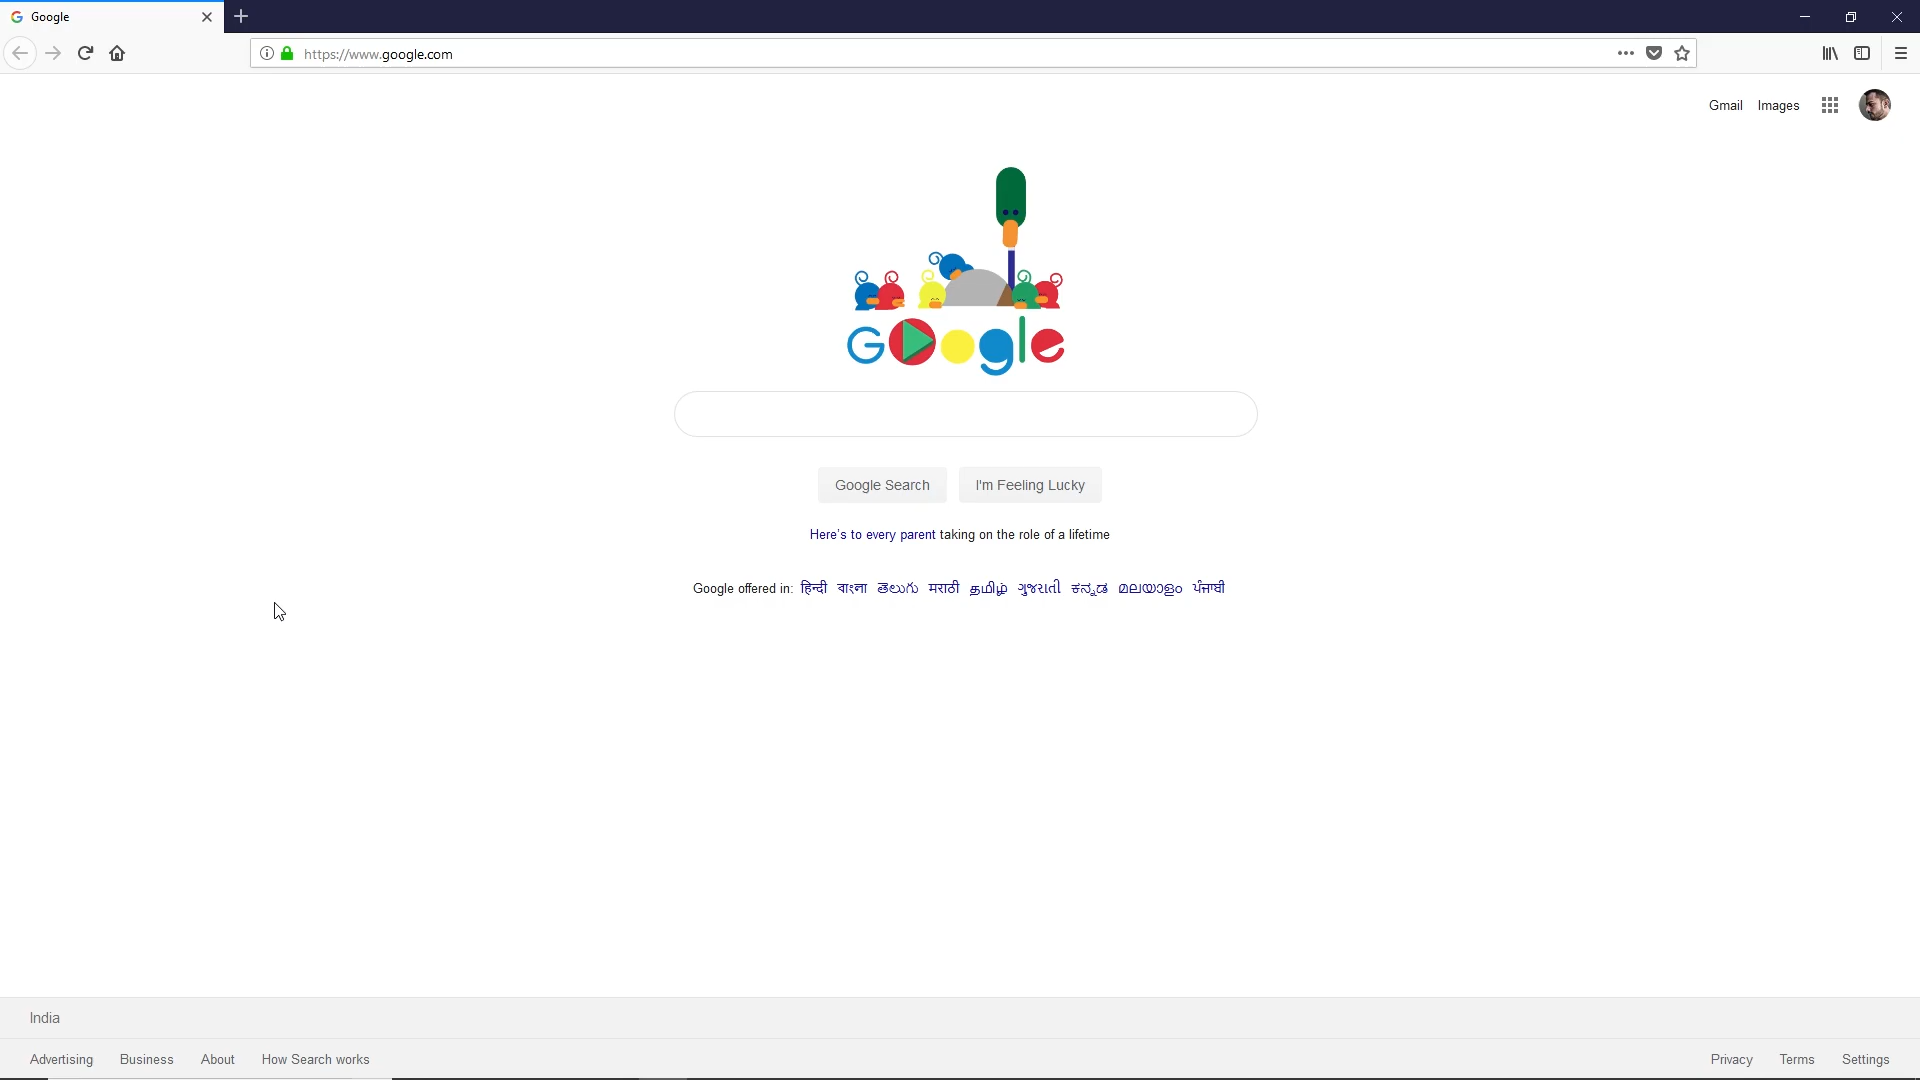 Google
https://www.google.com
Gmail Images
Google
Google Search I'm Feeling Lucky
Here's to every parent taking on the role of a lifetime
Google offered in: हिन्दी বাংলা తెలుగు मराठी தமிழ் ગુજરાતી ಕನ್ನಡ മലയാളം ਪੰਜਾਬੀ
India
Advertising Business About How Search works Privacy Terms Settings